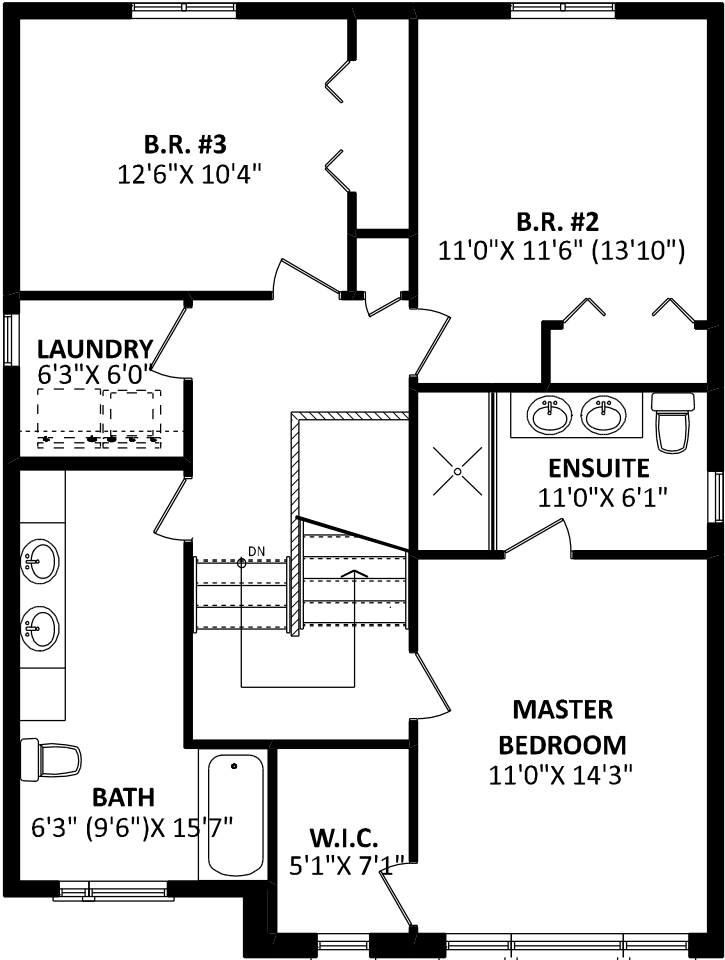 B.R. #3
12'6"X 10'4"
B.R. #2
11'0"X 11'6" (13'10")
LAUNDRY
6'3"X 6'0"
ENSUITE
11'0"X 6'1"
DN
MASTER
BEDROOM
11'0"X 14'3"
BATH
6'3" (9'6")X 15'7"
W.I.C.
5'1"X 7'1"